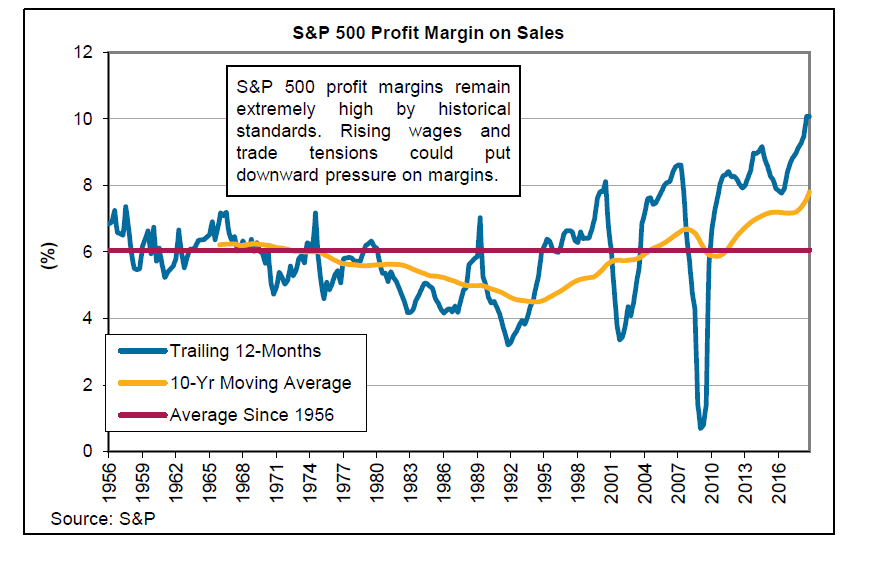 S&P 500 Profit Margin on Sales
12
10
8
6
4
2
0
(%)
S&P 500 profit margins remain
extremely high by historical
standards. Rising wages and
trade tensions could put
downward pressure on margins.
Trailing 12-Months
10-Yr Moving Average
Average Since 1956
1956
1959
1962
1965
1968
1971
1974
1977
1980
1983
1986
1989
1992
1995
1998
2001
2004
2007
2010
2013
2016
Source: S&P